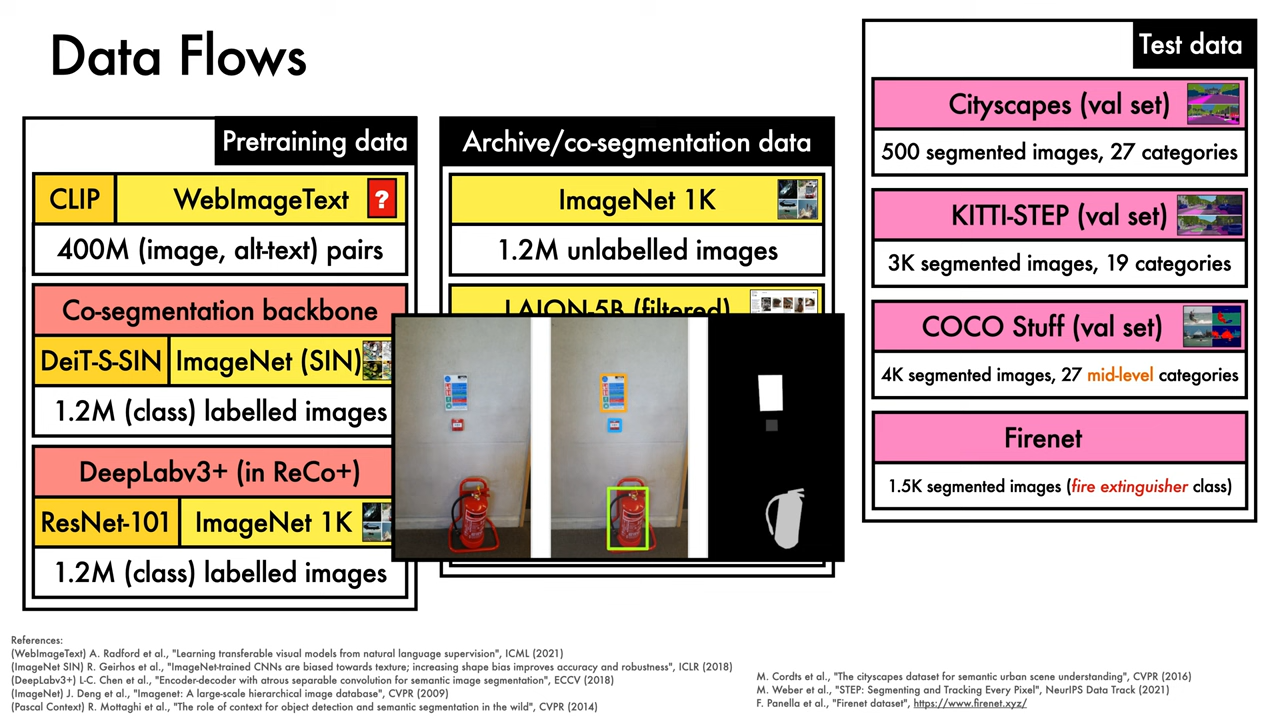 Data Flows
Pretraining data
CLIP WebImageText ?
400M (image, alt-text) pairs
Co-segmentation backbone
DeiT-S-SIN ImageNet (SIN)
1.2M (class) labelled images
DeepLabv3+ (in ReCo+)
ResNet-101 ImageNet 1K
1.2M (class) labelled images
Archive/co-segmentation data
ImageNet 1K
1.2M unlabelled images
LAION-5B (filtered)
Test data
Cityscapes (val set)
500 segmented images, 27 categories
KITTI-STEP (val set)
3K segmented images, 19 categories
COCO Stuff (val set)
4K segmented images, 27 mid-level categories
Firenet
1.5K segmented images (fire extinguisher class)
References:
(WebImageText) A. Radford et al., "Learning transferable visual models from natural language supervision", ICML (2021)
(ImageNet SIN) R. Geirhos et al., "ImageNet-trained CNNs are biased towards texture; increasing shape bias improves accuracy and robustness", ICLR (2018)
(DeepLabv3+) L-C. Chen et al., "Encoder-decoder with atrous separable convolution for semantic image segmentation", ECCV (2018)
(ImageNet) J. Deng et al., "Imagenet: A large-scale hierarchical image database", CVPR (2009)
(Pascal Context) R. Mottaghi et al., "The role of context for object detection and semantic segmentation in the wild", CVPR (2014)
M. Cordts et al., "The cityscapes dataset for semantic urban scene understanding", CVPR (2016)
M. Weber et al., "STEP: Segmenting and Tracking Every Pixel", NeurIPS Data Track (2021)
F. Panella et al., "Firenet dataset", https://www.firenet.xyz/